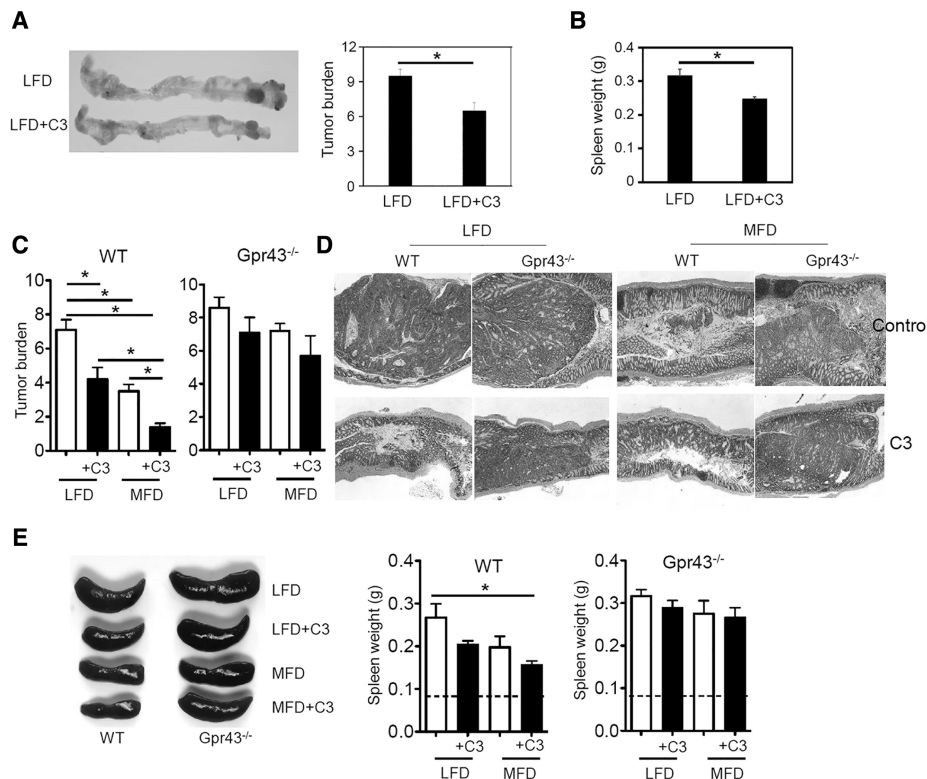 A
LFD
LFD+C3
Tumor burden
12
9
6
3
0
*
LFD LFD+C3
B
Spleen weight (g)
0.4
0.3
0.2
0.1
0
*
LFD LFD+C3
C
WT
Tumor burden
10
8
6
4
2
0
*
*
*
*
*
+C3 +C3
LFD MFD
Gpr43-/-
10
8
6
4
2
0
+C3 +C3
LFD MFD
D
LFD MFD
WT Gpr43-/- WT Gpr43-/-
Contro
C3
E
LFD
LFD+C3
MFD
MFD+C3
WT Gpr43-/-
WT
Spleen weight (g)
0.4
0.3
0.2
0.1
0.0
*
+C3 +C3
LFD MFD
Gpr43-/-
Spleen weight (g)
0.4
0.3
0.2
0.1
0.0
+C3 +C3
LFD MFD